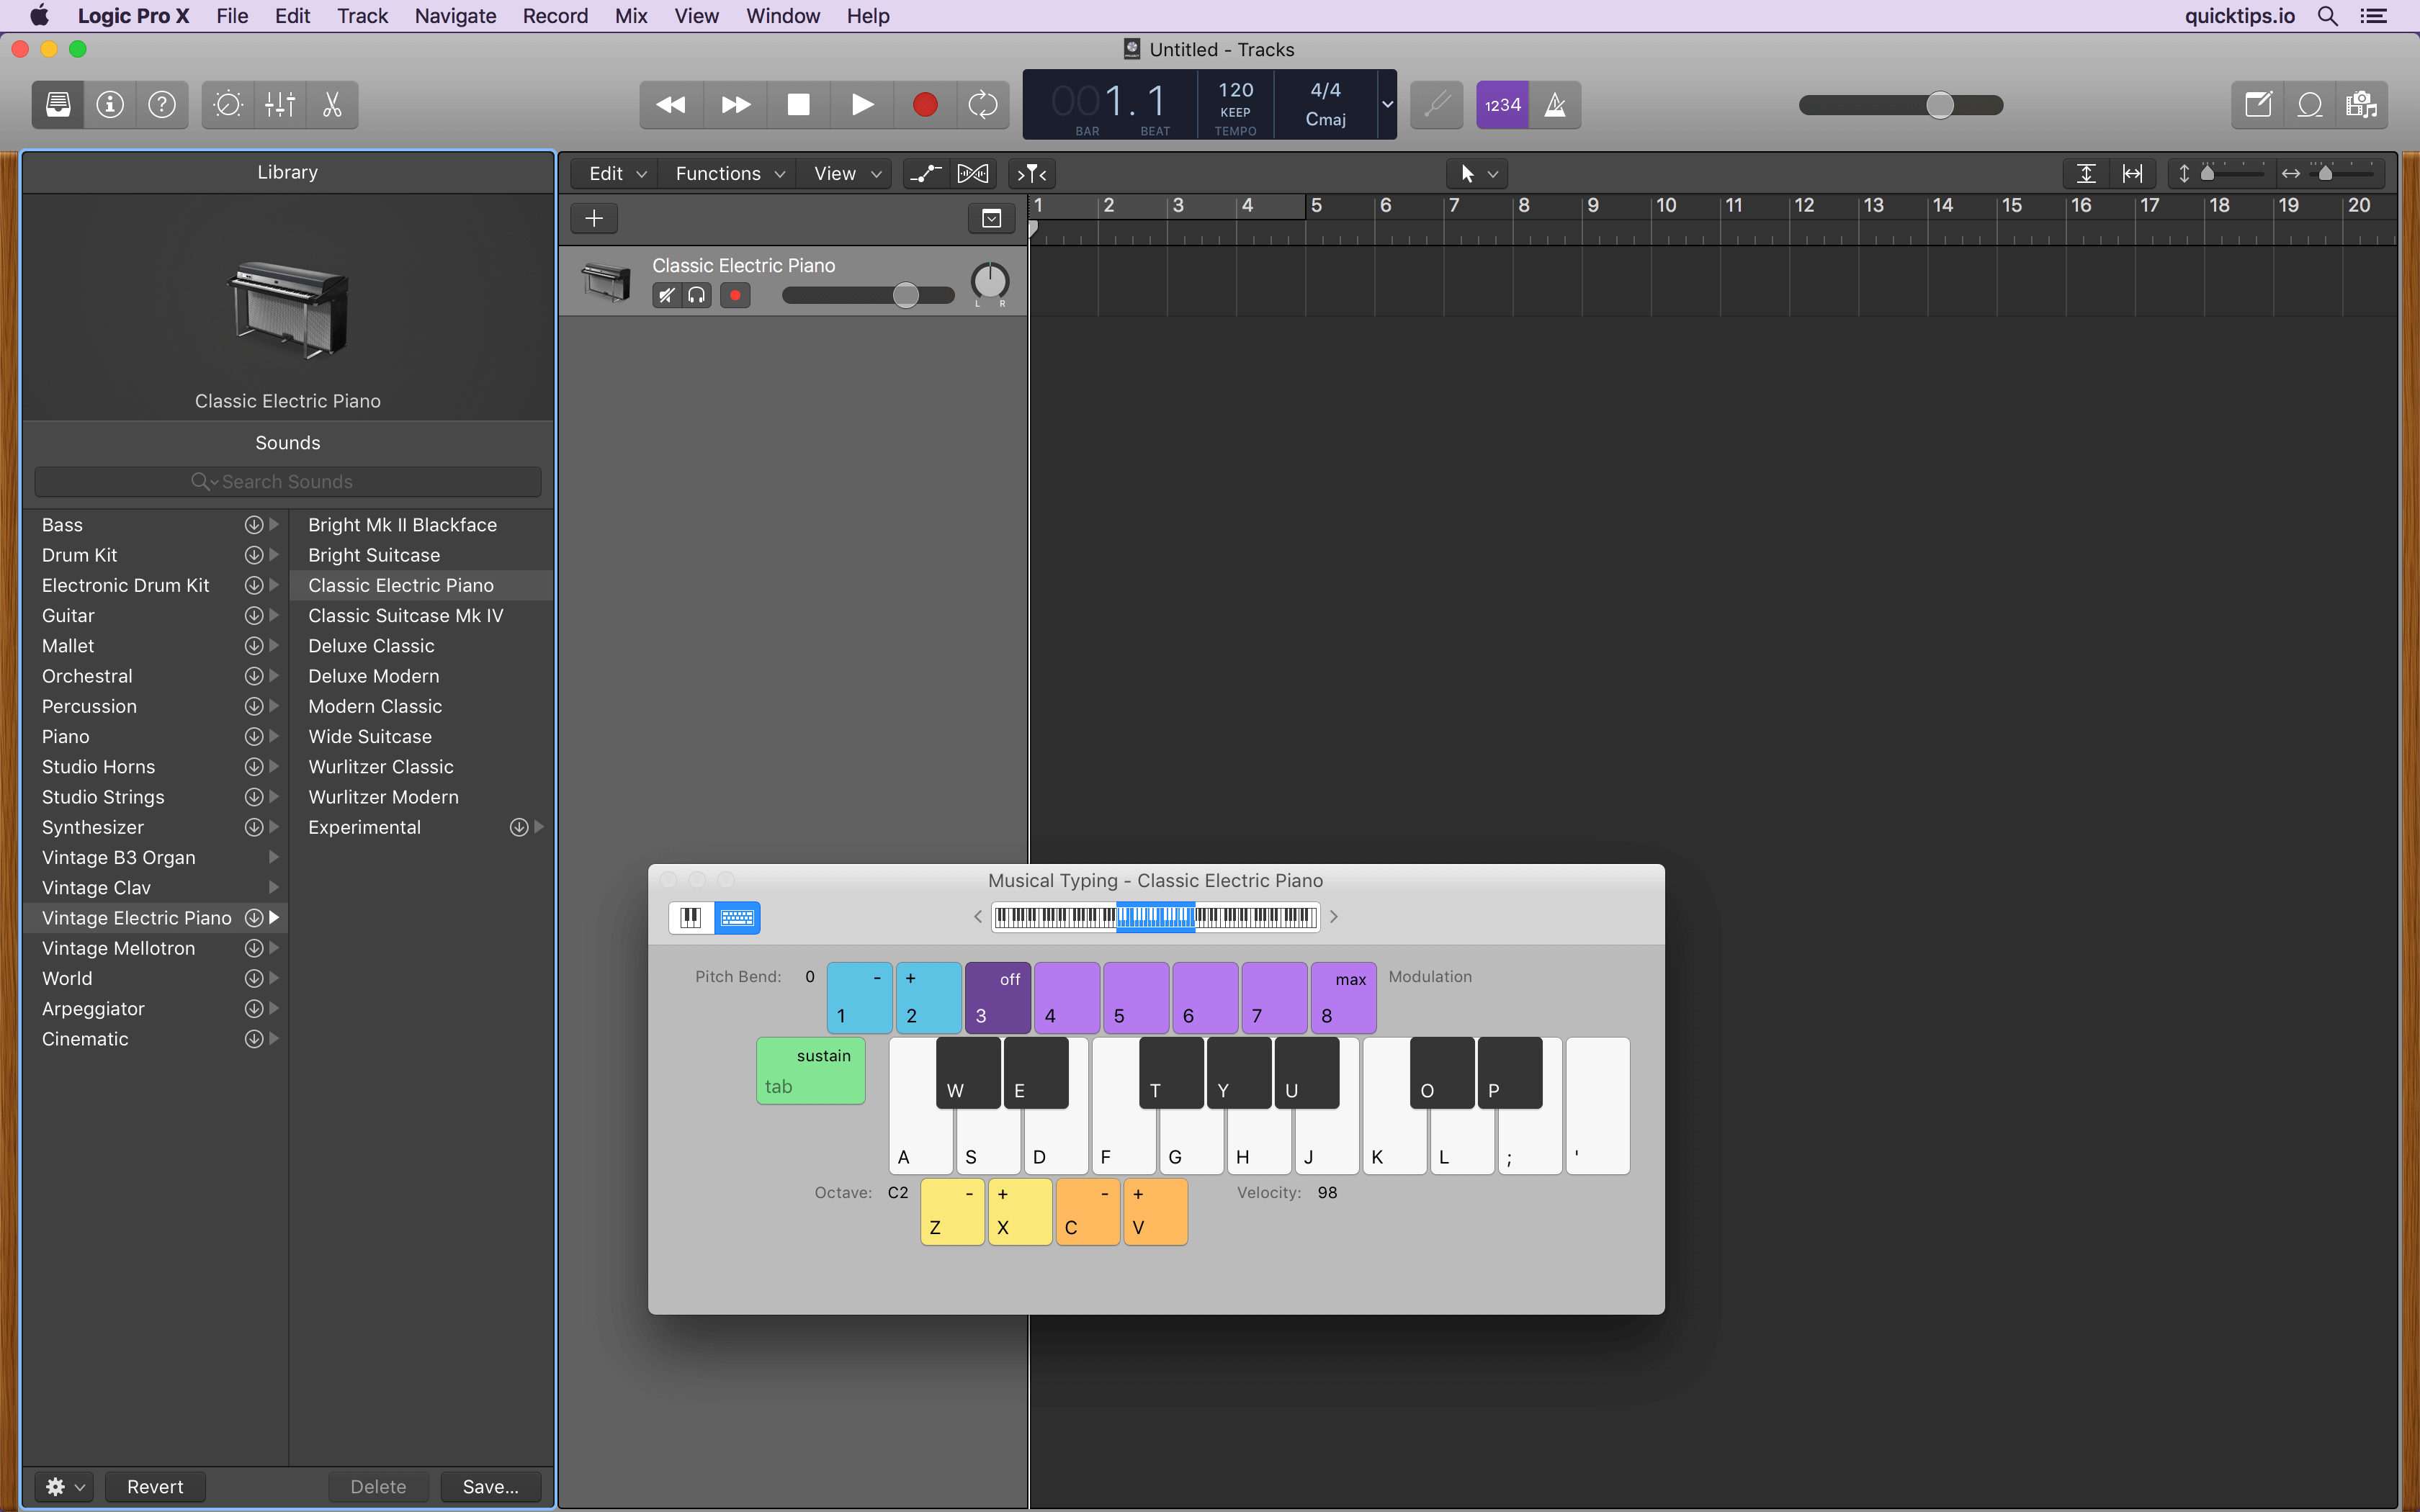 Logic Pro X File Edit Track Navigate Record Mix View Window Help quicktips.io
Untitled - Tracks
001. 1 120 4/4
KEEP Cmaj
BAR BEAT TEMPO
1234
Library
Edit Functions View
1 2 3 4 5 6 7 8 9 10 11 12 13 14 15 16 17 18 19 20
Classic Electric Piano
L R
Classic Electric Piano
Sounds
Search Sounds
Bass
Drum Kit
Electronic Drum Kit
Guitar
Mallet
Orchestral
Percussion
Piano
Studio Horns
Studio Strings
Synthesizer
Vintage B3 Organ
Vintage Clav
Vintage Electric Piano
Vintage Mellotron
World
Arpeggiator
Cinematic
Bright Mk II Blackface
Bright Suitcase
Classic Electric Piano
Classic Suitcase Mk IV
Deluxe Classic
Deluxe Modern
Modern Classic
Wide Suitcase
Wurlitzer Classic
Wurlitzer Modern
Experimental
Musical Typing - Classic Electric Piano
Pitch Bend: 0 - + off max Modulation
1 2 3 4 5 6 7 8
sustain
tab
W E T Y U O P
A S D F G H J K L ; '
Octave: C2 - + - + Velocity: 98
Z X C V
Revert Delete Save...